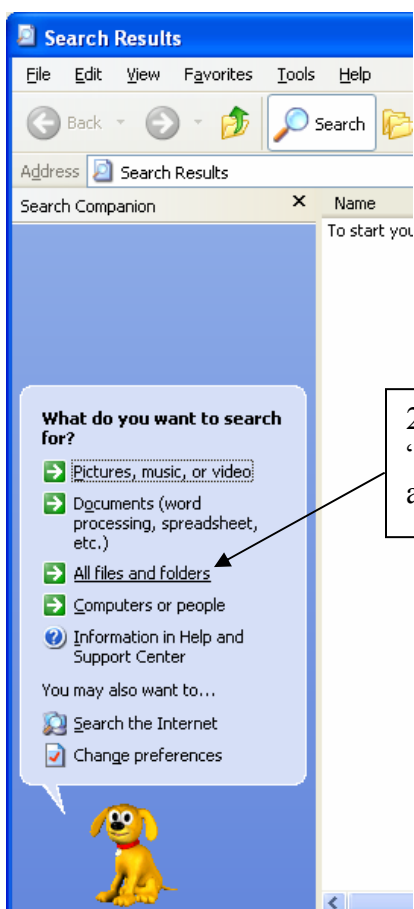 Search Results
File Edit View Favorites Tools Help
Back Search
Address Search Results
Search Companion
Name
To start you
What do you want to search
for?
Pictures, music, or video
Documents (word
processing, spreadsheet,
etc.)
All files and folders
Computers or people
Information in Help and
Support Center
You may also want to...
Search the Internet
Change preferences
2
“
a